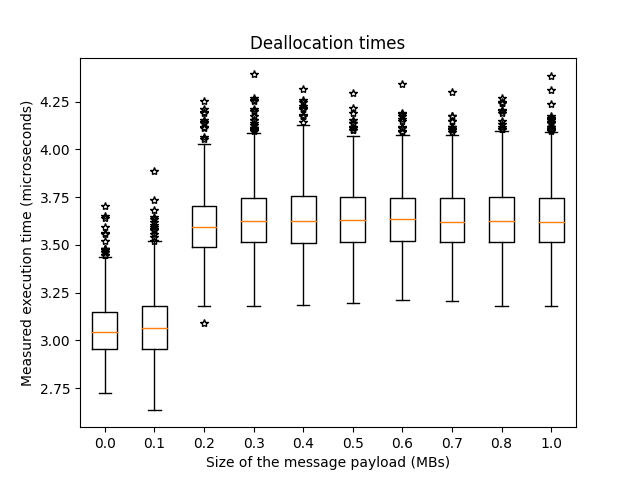 Deallocation times
Measured execution time (microseconds)
4.25
4.00
3.75
3.50
3.25
3.00
2.75
0.0 0.1 0.2 0.3 0.4 0.5 0.6 0.7 0.8 1.0
Size of the message payload (MBs)